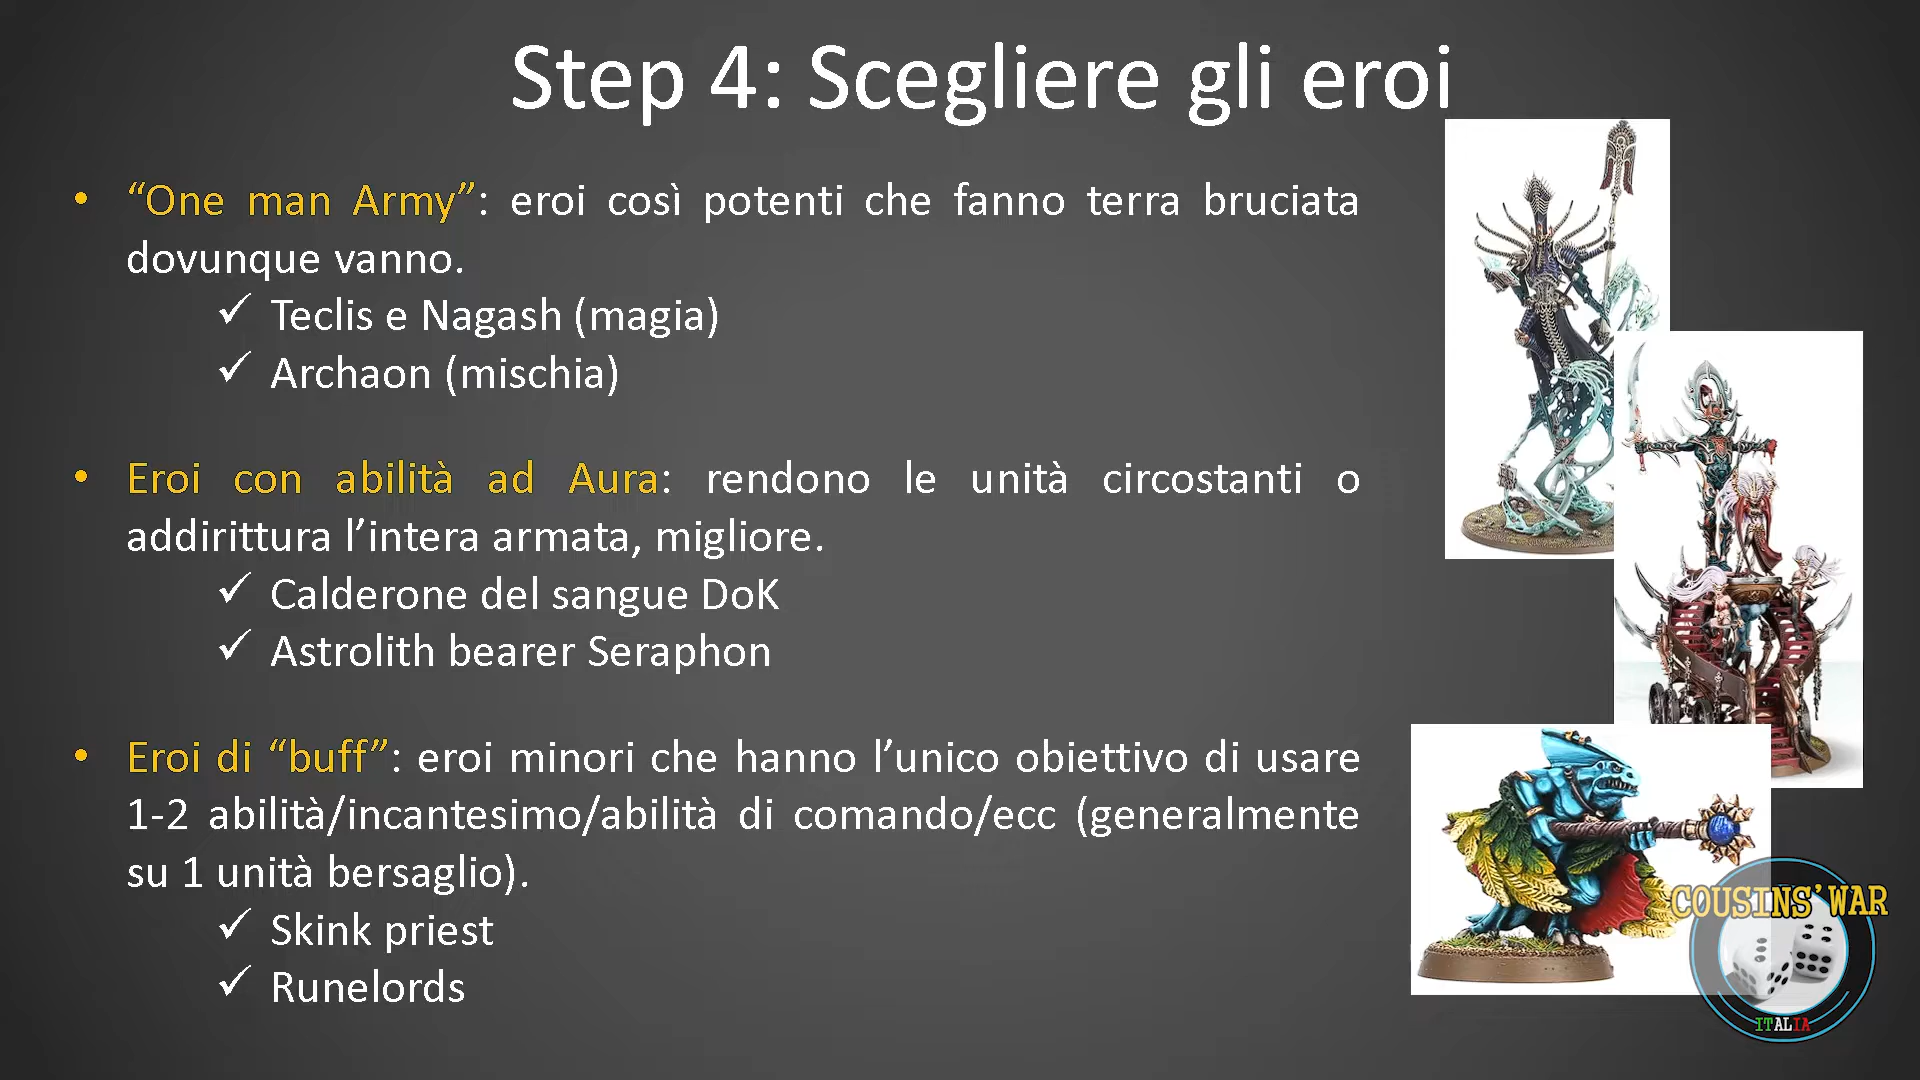 Step 4: Scegliere gli eroi
• “One man Army”: eroi così potenti che fanno terra bruciata
dovunque vanno.
✓ Teclis e Nagash (magia)
✓ Archaon (mischia)
• Eroi con abilità ad Aura: rendono le unità circostanti o
addirittura l’intera armata, migliore.
✓ Calderone del sangue DoK
✓ Astrolith bearer Seraphon
• Eroi di “buff”: eroi minori che hanno l’unico obiettivo di usare
1-2 abilità/incantesimo/abilità di comando/ecc (generalmente
su 1 unità bersaglio).
✓ Skink priest
✓ Runelords
COUSINS’ WAR
ITALIA